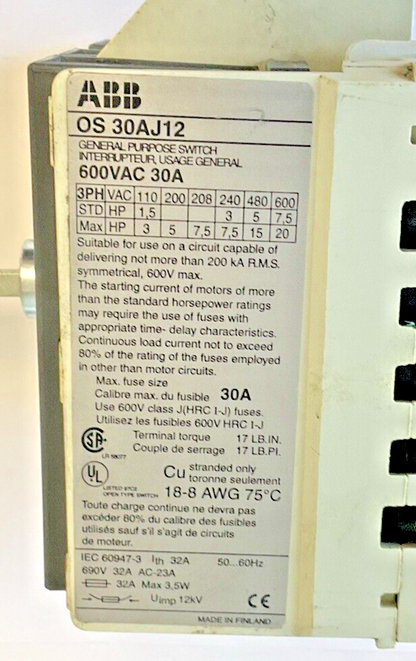 ABB
OS 30AJ12
GENERAL PURPOSE SWITCH
INTERRUPTEUR, USAGE GENERAL
600VAC 30A
3PH VAC 110 200 208 240 480 600
STD HP 1,5 3 5 7,5
Max HP 3 5 7,5 7,5 15 20
Suitable for use on a circuit capable of
delivering not more than 200 kA R.M.S.
symmetrical, 600V max.
The starting current of motors of more
than the standard horsepower ratings
may require the use of fuses with
appropriate time- delay characteristics.
Continuous load current not to exceed
80% of the rating of the fuses employed
in other than motor circuits.
Max. fuse size
Calibre max. du fusible 30A
Use 600V class J(HRC I-J) fuses.
Utilisez les fusibles 600V HRC I-J
Terminal torque 17 LB.IN.
Couple de serrage 17 LB.PI.
Cu stranded only
toronne seulement
LISTED
OPEN TYPE SWITCH 18-8 AWG 75°C
Toute charge continue ne devra pas
excéder 80% du calibre des fusibles
utilisés sauf s'il s'agit de circuits
de moteur.
IEC 60947-3 Ith 32A 50...60Hz
690V 32A AC-23A
32A Max 3,5W
Uimp 12kV CE
MADE IN FINLAND